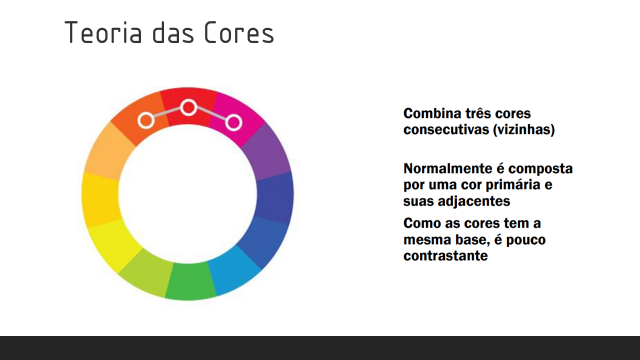 Teoria das Cores
Combina três cores
consecutivas (vizinhas)
Normalmente é composta
por uma cor primária e
suas adjacentes
Como as cores tem a
mesma base, é pouco
contrastante